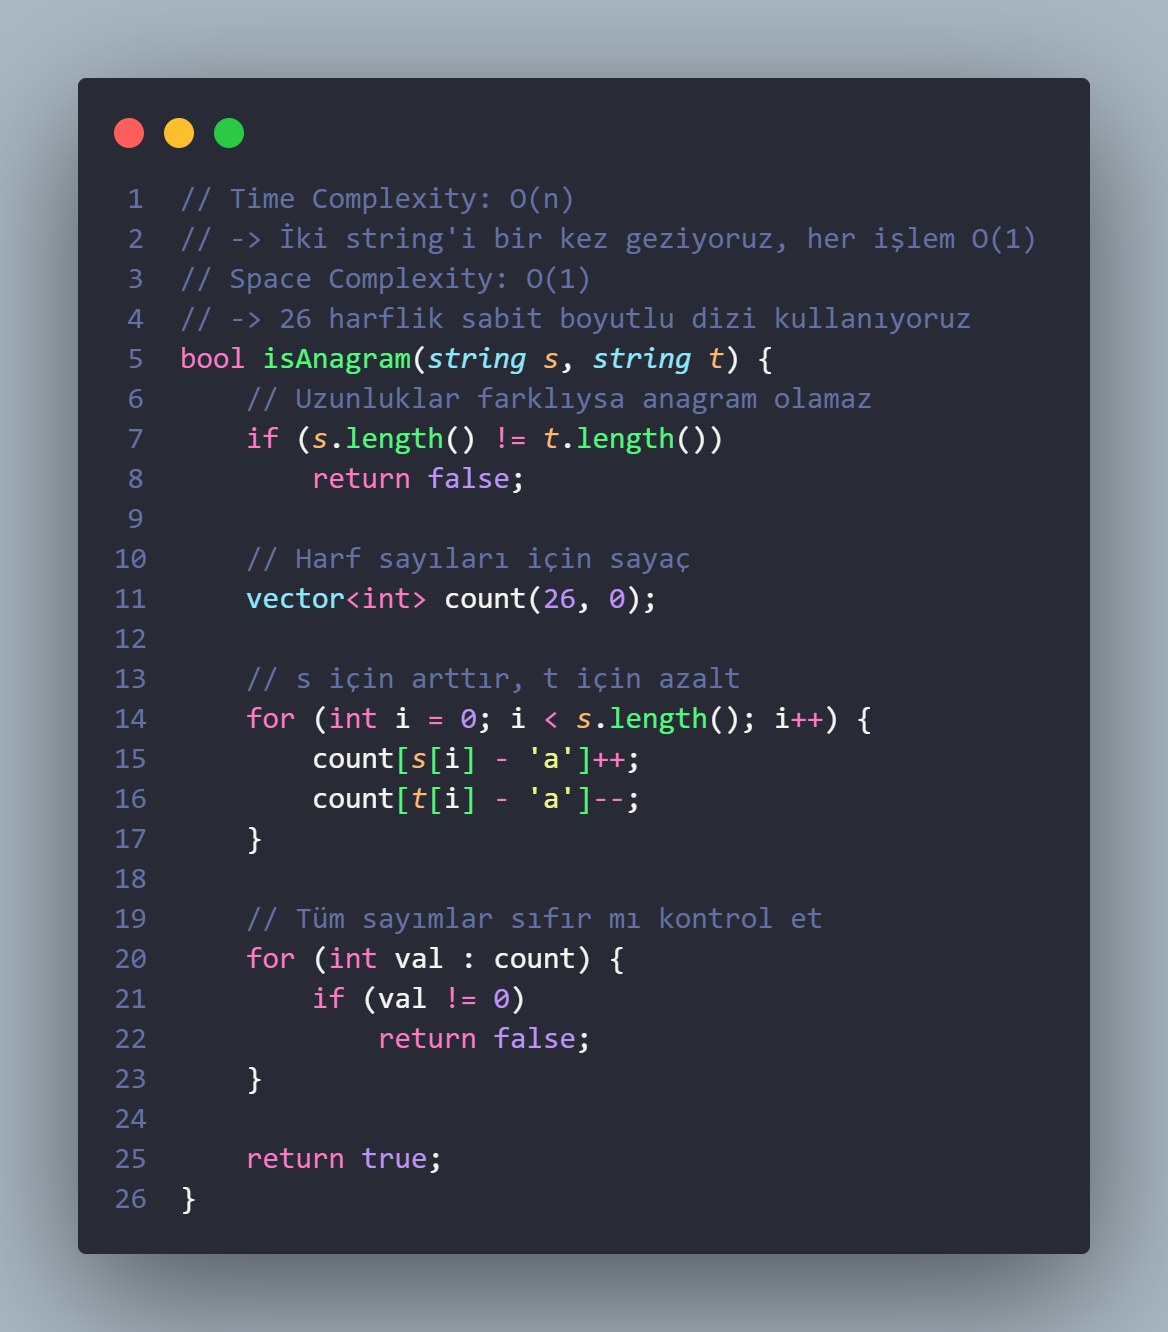 1 // Time Complexity: O(n)
2 // -> İki string'i bir kez geziyoruz, her işlem O(1)
3 // Space Complexity: O(1)
4 // -> 26 harflik sabit boyutlu dizi kullanıyoruz
5 bool isAnagram(string s, string t) {
6     // Uzunluklar farklıysa anagram olamaz
7     if (s.length() != t.length())
8         return false;
9
10     // Harf sayıları için sayaç
11     vector<int> count(26, 0);
12
13     // s için arttır, t için azalt
14     for (int i = 0; i < s.length(); i++) {
15         count[s[i] - 'a']++;
16         count[t[i] - 'a']--;
17     }
18
19     // Tüm sayımlar sıfır mı kontrol et
20     for (int val : count) {
21         if (val != 0)
22             return false;
23     }
24
25     return true;
26 }